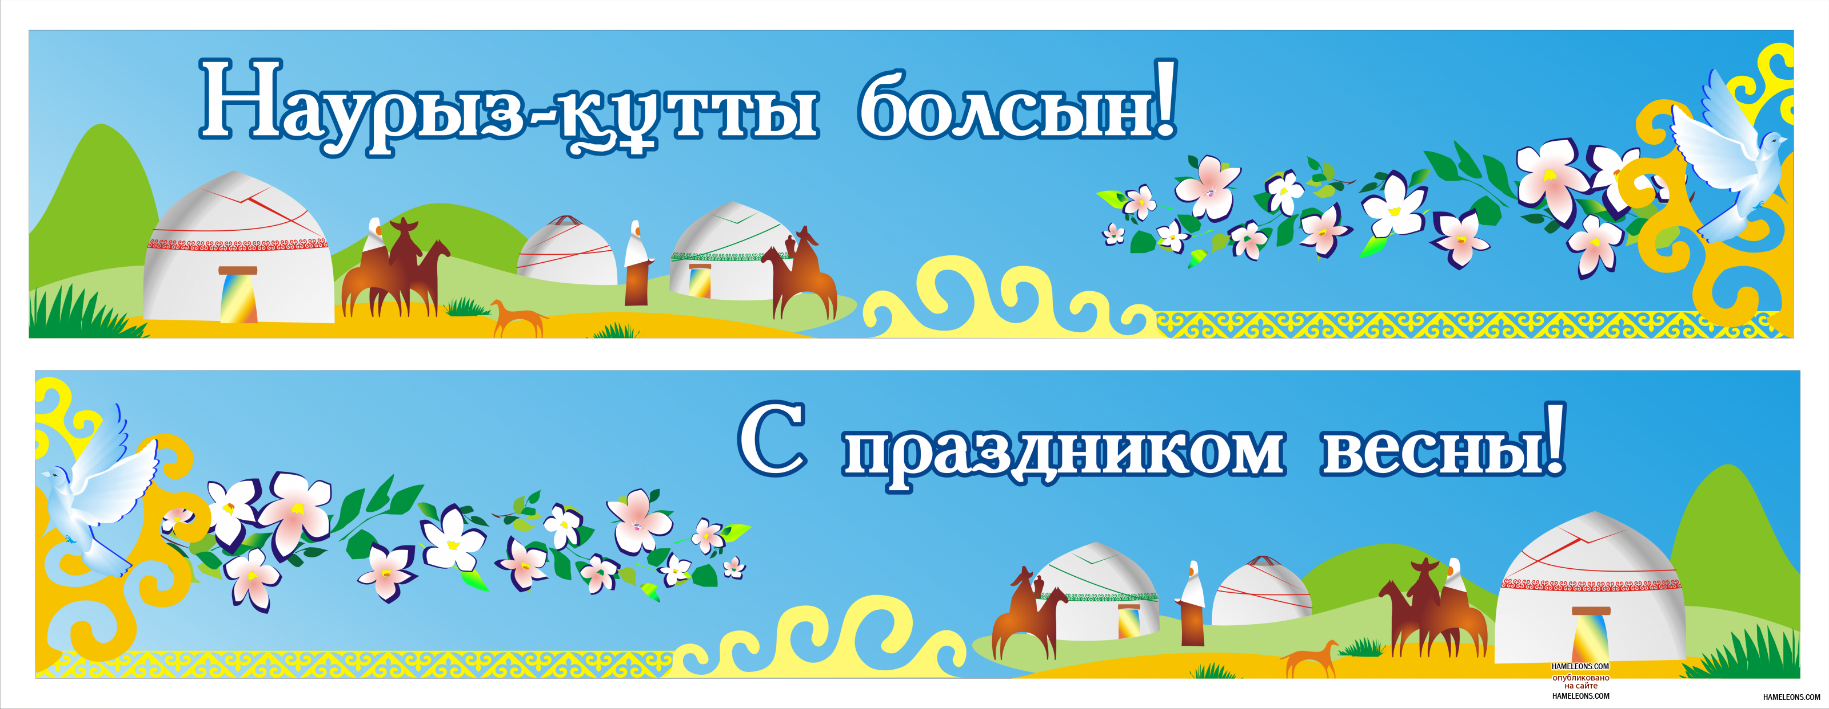 Наурыз-құтты болсын!
С праздником весны!
HAMELEONS.COM
опубликовано
на сайте
HAMELEONS.COM
HAMELEONS.COM